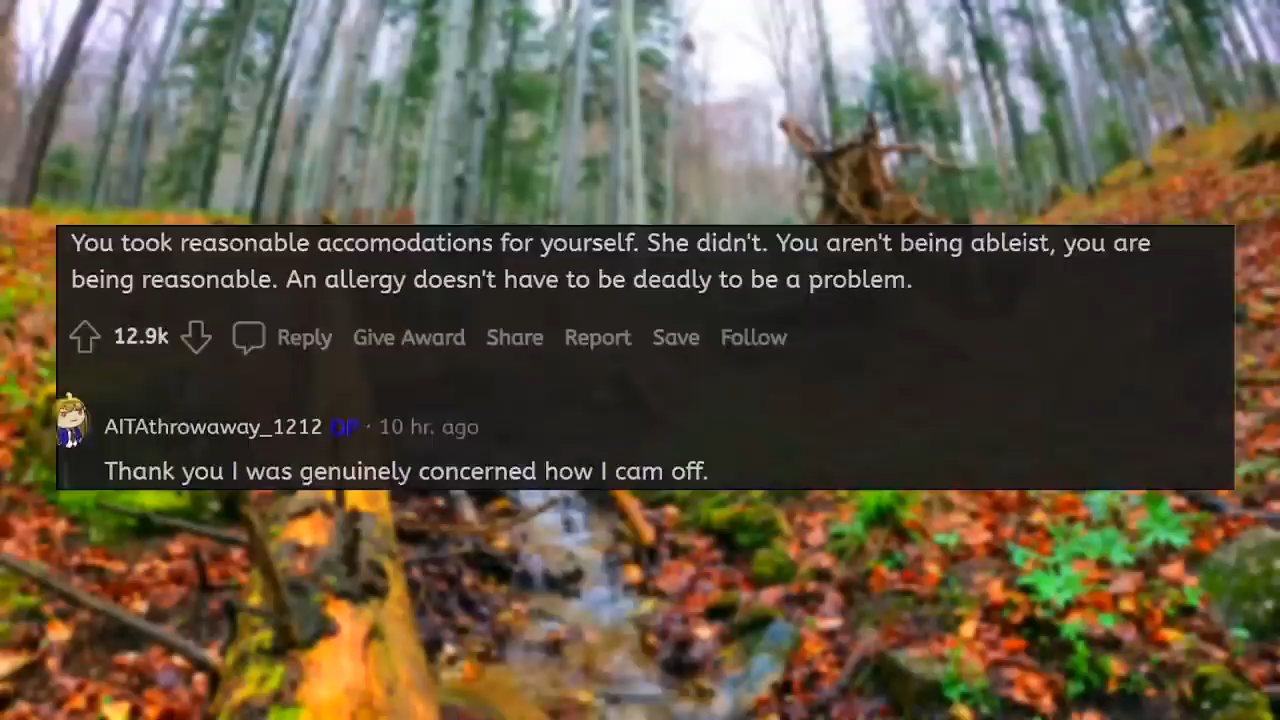 You took reasonable accomodations for yourself. She didn't. You aren't being ableist, you are
being reasonable. An allergy doesn't have to be deadly to be a problem.
12.9k Reply Give Award Share Report Save Follow
AITAthrowaway_1212 OP · 10 hr. ago
Thank you I was genuinely concerned how I cam off.